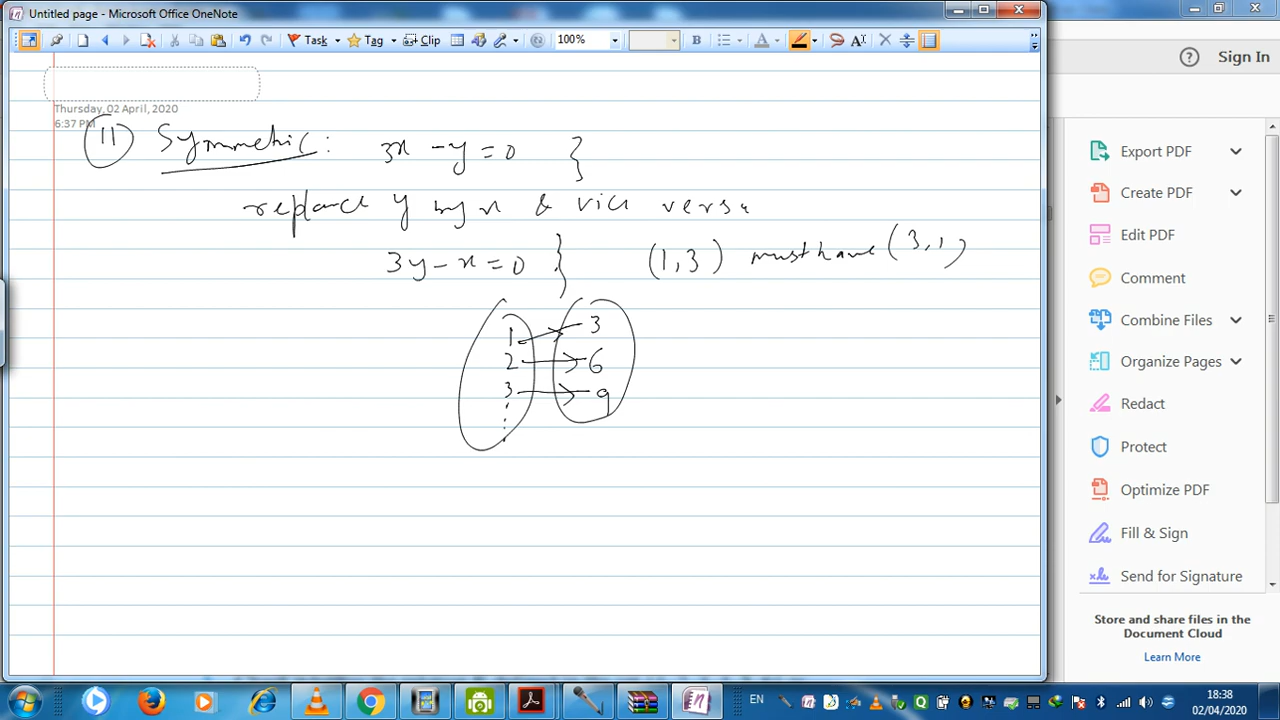 Untitled page - Microsoft Office OneNote
Task Tag Clip 100% B A A
Sign In
Thursday, 02 April, 2020
6:37 PM
11 Symmetric: 3x - y = 0 }
replace y by x & vice versa
3y - x = 0 } (1,3) must have (3,1)
1 3
2 6
3 9
Export PDF
Create PDF
Edit PDF
Comment
Combine Files
Organize Pages
Redact
Protect
Optimize PDF
Fill & Sign
Send for Signature
Store and share files in the
Document Cloud
Learn More
EN 18:38
02/04/2020